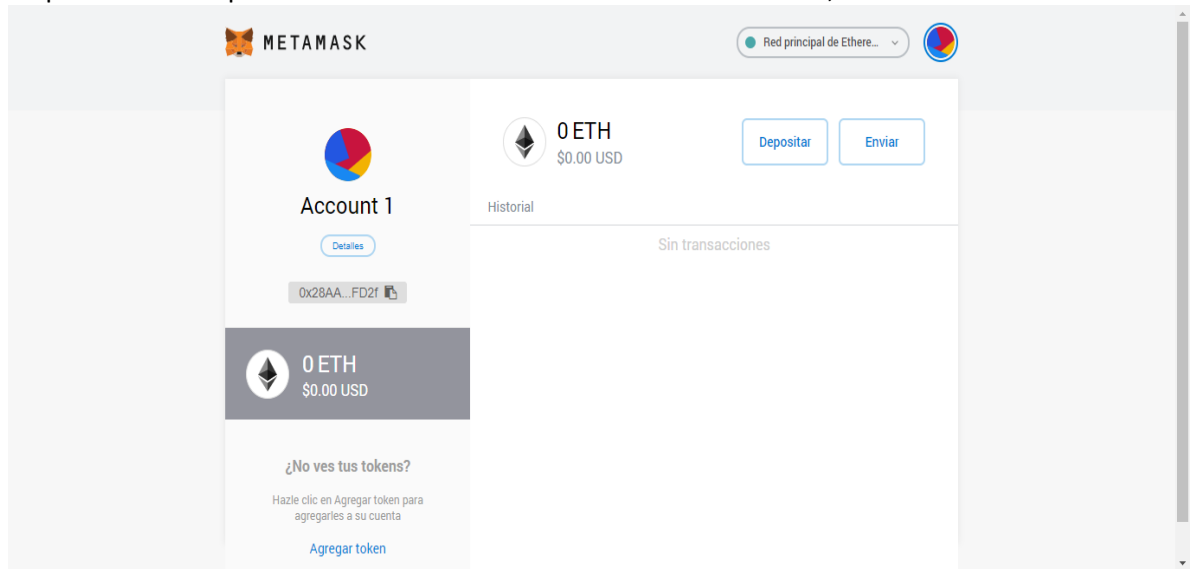 METAMASK
Red principal de Ethere...
Account 1
Detalles
0x28AA...FD2f
0 ETH
$0.00 USD
¿No ves tus tokens?
Hazle clic en Agregar token para
agregarles a su cuenta
Agregar token
0 ETH
$0.00 USD
Depositar
Enviar
Historial
Sin transacciones